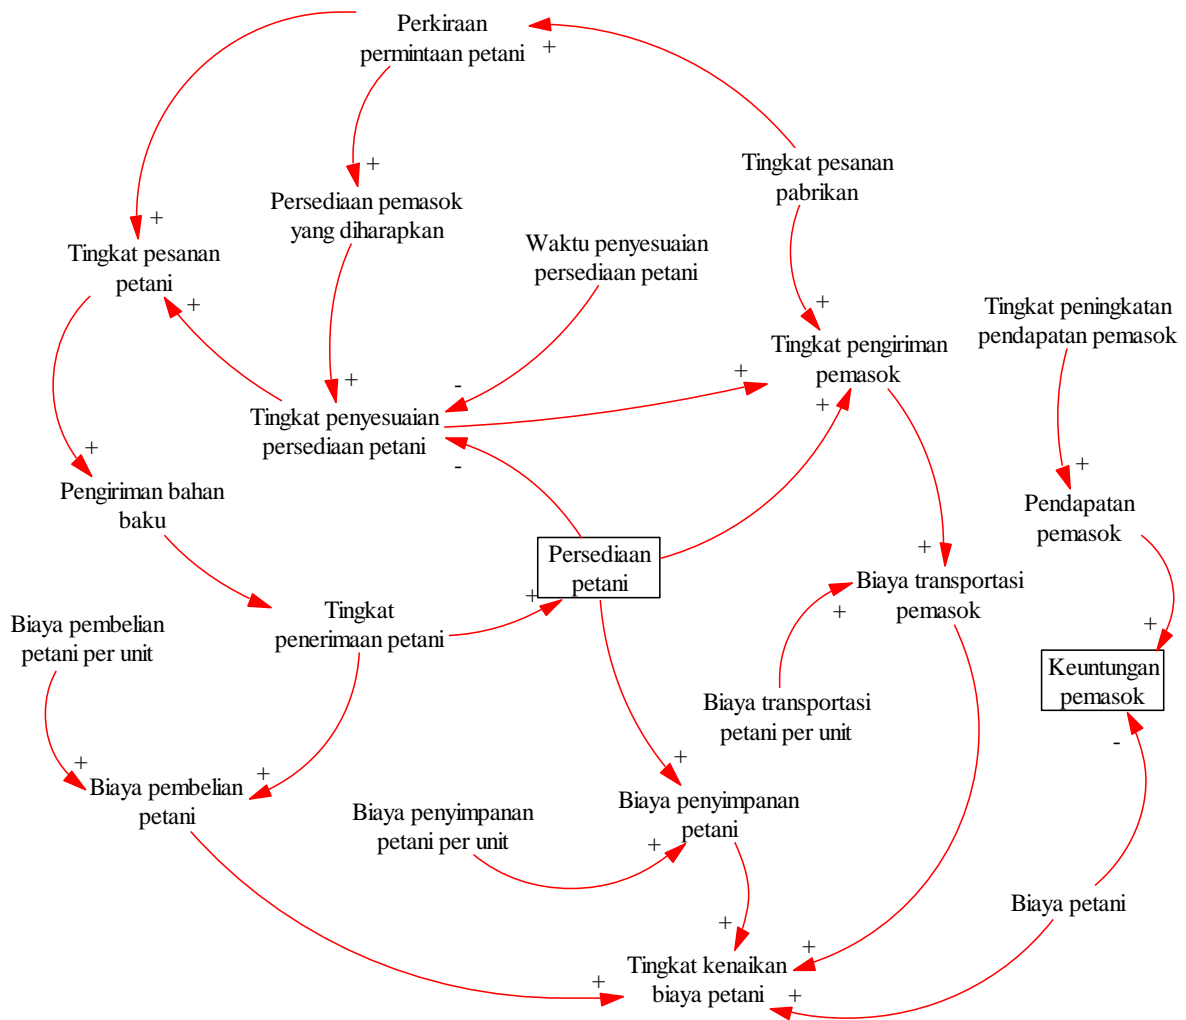 Perkiraan
permintaan petani
+
Tingkat pesanan
pabrikan
+
Persediaan pemasok
yang diharapkan
+
Tingkat pesanan
petani
+
Waktu penyesuaian
persediaan petani
Tingkat peningkatan
pendapatan pemasok
+
Tingkat pengiriman
pemasok
+
+
-
+
Tingkat penyesuaian
persediaan petani
-
+
+
Pengiriman bahan
baku
Pendapatan
pemasok
+
Persediaan
petani
+
Biaya transportasi
pemasok
+
Tingkat
penerimaan petani
Biaya pembelian
petani per unit
+
+
Keuntungan
pemasok
Biaya transportasi
petani per unit
-
+
+
+
Biaya pembelian
petani
Biaya penyimpanan
petani
Biaya penyimpanan
petani per unit
+
Biaya petani
+
+
Tingkat kenaikan
biaya petani
+
+